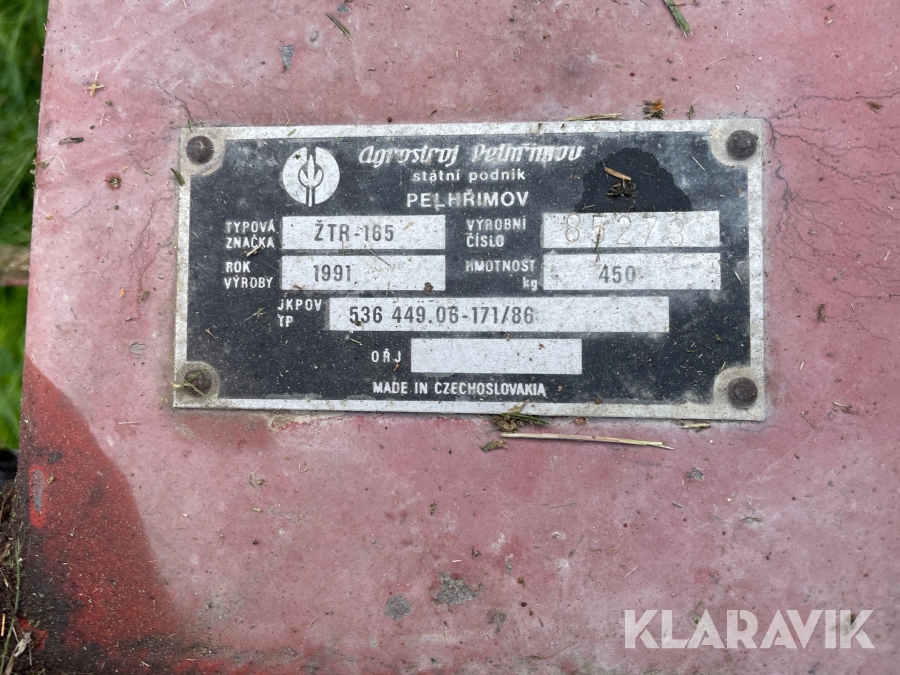 Agrostroj Pelhřimov
státní podnik
PELHŘIMOV
TYPOVÁ ZNAČKA ŽTR-165 VÝROBNÍ ČÍSLO 85273
ROK VÝROBY 1991 HMOTNOST kg 450
JKPOV TP 536 449.06-171/86
OŘJ
MADE IN CZECHOSLOVAKIA
KLARAVIK